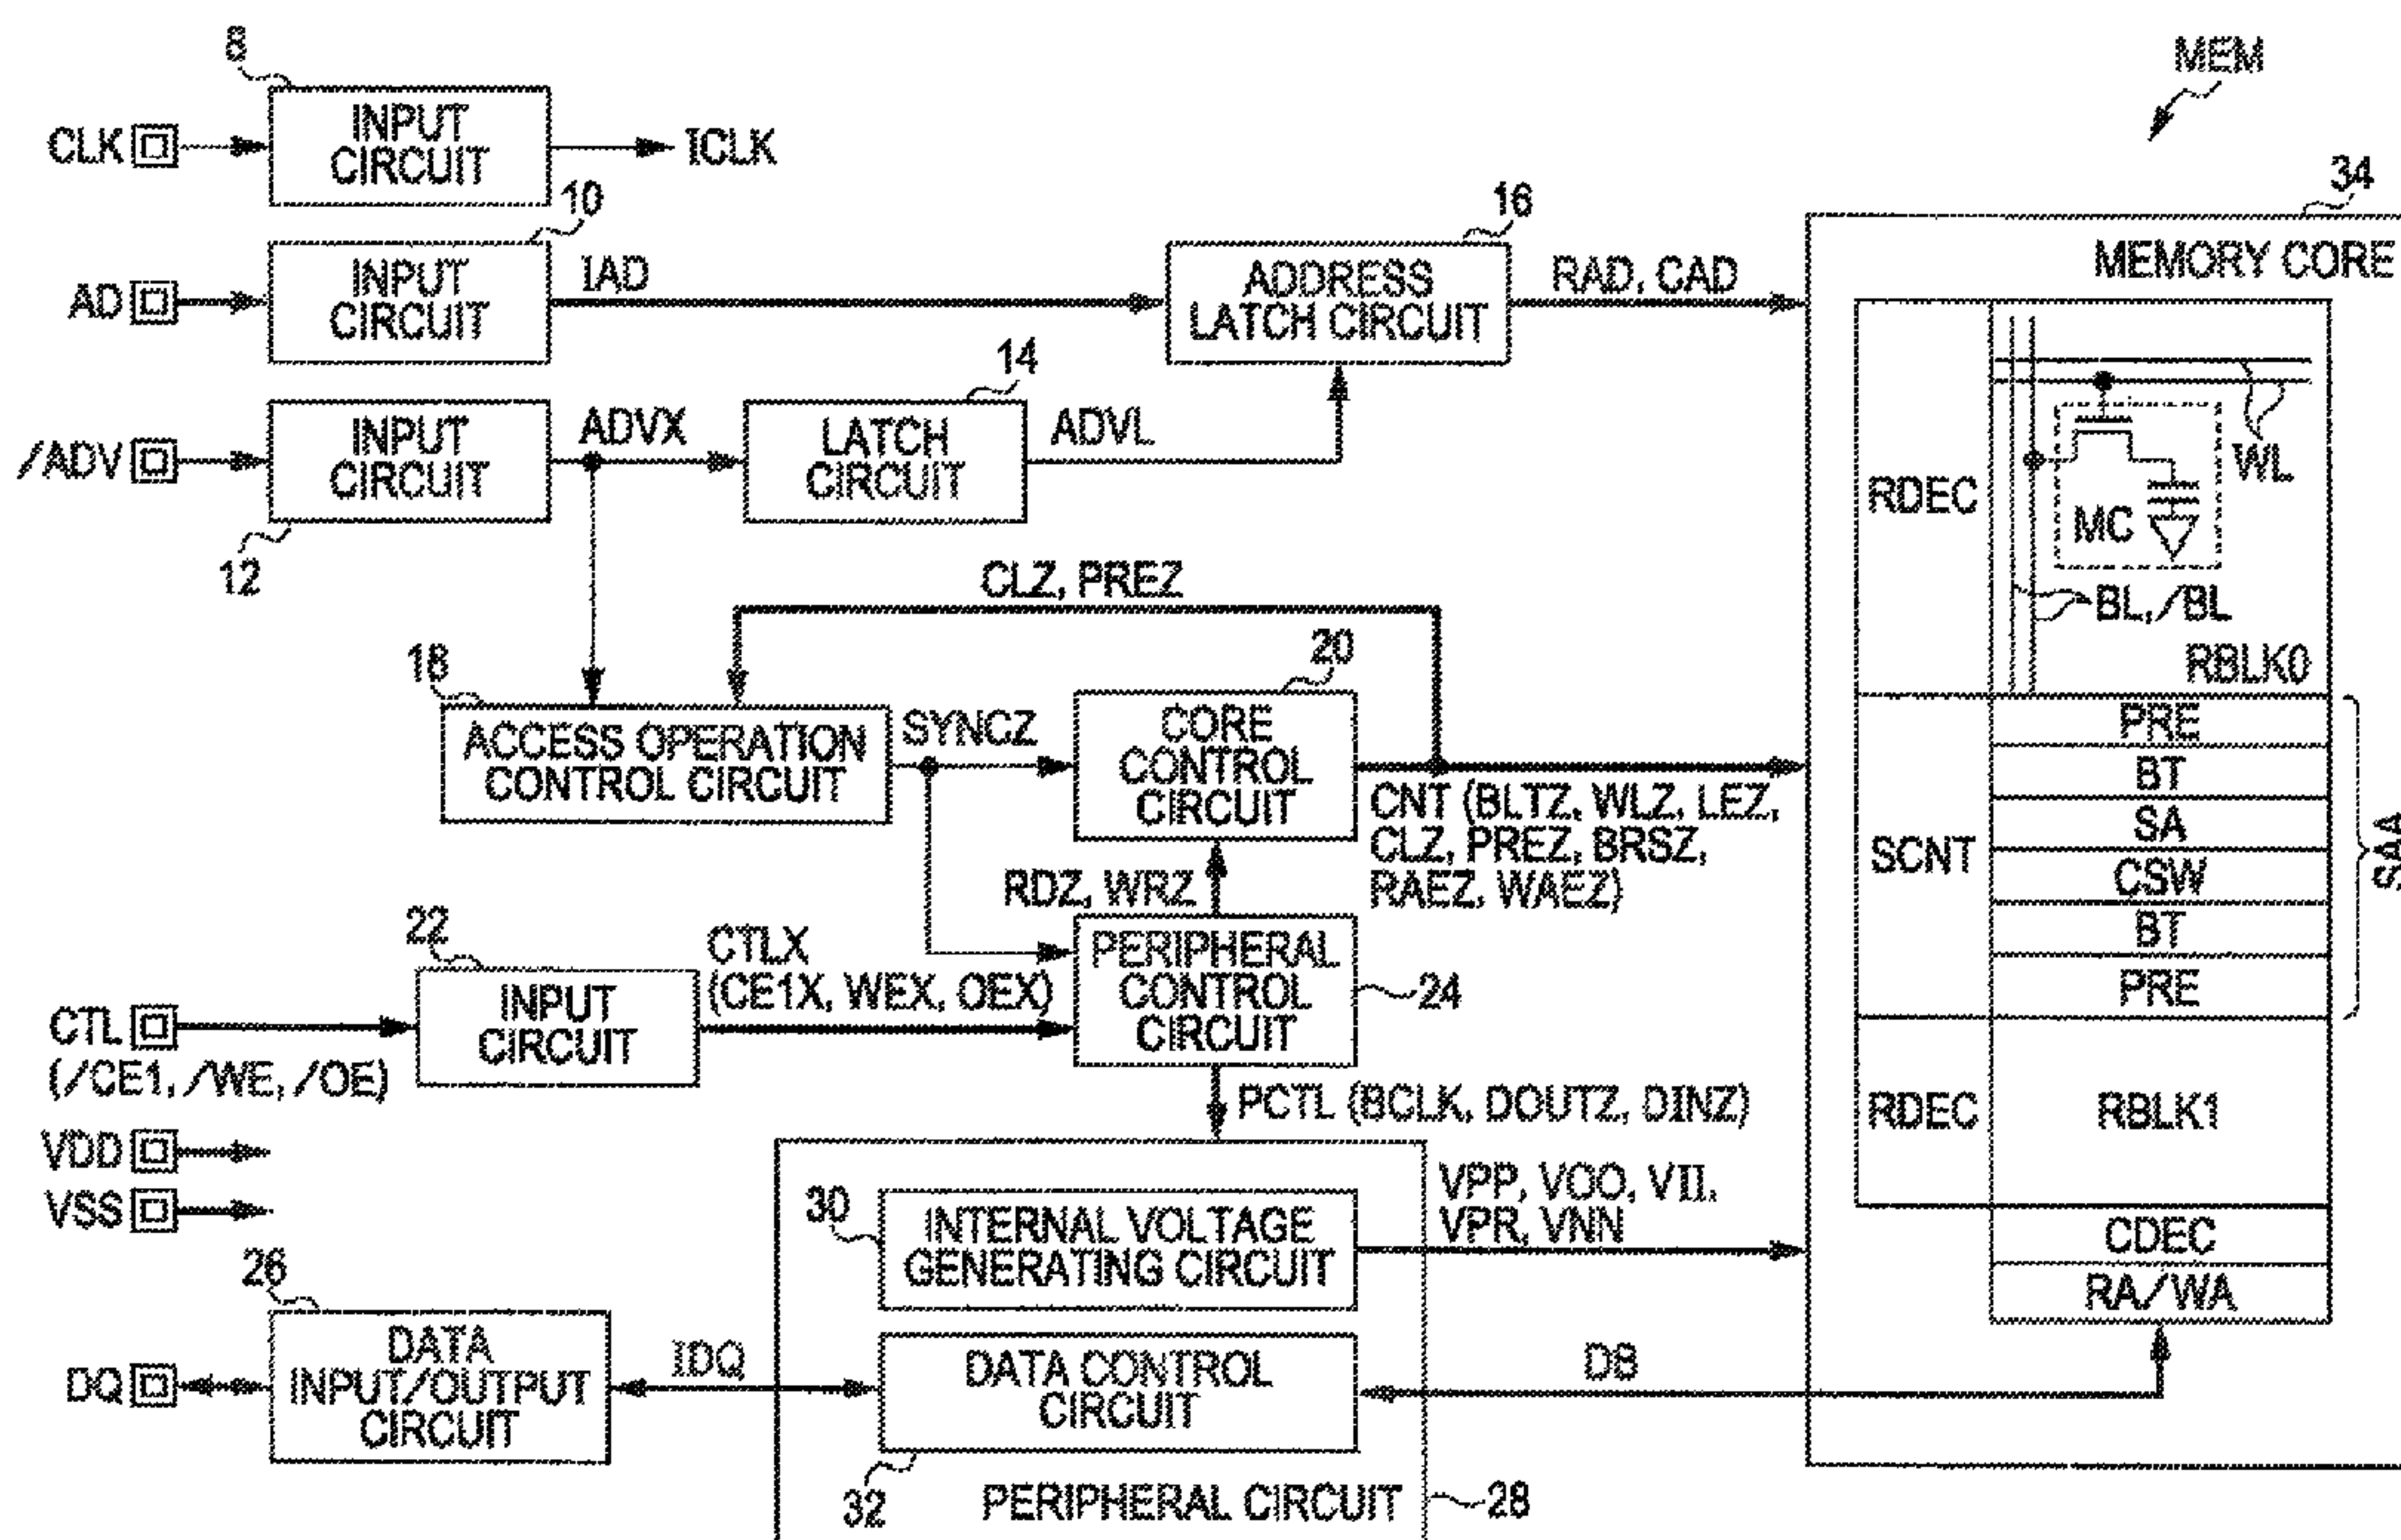 MEM
8
CLK
INPUT
CIRCUIT
ICLK
10
AD
INPUT
CIRCUIT
IAD
16
ADDRESS
LATCH CIRCUIT
RAD, CAD
34
MEMORY CORE
/ADV
INPUT
CIRCUIT
12
ADVX
14
LATCH
CIRCUIT
ADVL
RDEC
WL
MC
BL, /BL
RBLK0
CLZ, PREZ
18
ACCESS OPERATION
CONTROL CIRCUIT
SYNCZ
20
CORE
CONTROL
CIRCUIT
CNT (BLTZ, WLZ, LEZ,
CLZ, PREZ, BRSZ,
RAEZ, WAEZ)
RDZ, WRZ
SCNT
PRE
BT
SA
CSW
BT
PRE
SAA
22
CTL
(/CE1, /WE, /OE)
INPUT
CIRCUIT
CTLX
(CE1X, WEX, OEX)
PERIPHERAL
CONTROL
CIRCUIT
24
PCTL (BCLK, DOUTZ, DINZ)
RDEC
RBLK1
VDD
VSS
30
INTERNAL VOLTAGE
GENERATING CIRCUIT
VPP, VOO, VII,
VPR, VNN
CDEC
RA/WA
26
DQ
DATA
INPUT/OUTPUT
CIRCUIT
IDQ
DATA CONTROL
CIRCUIT
DB
32
PERIPHERAL CIRCUIT
28